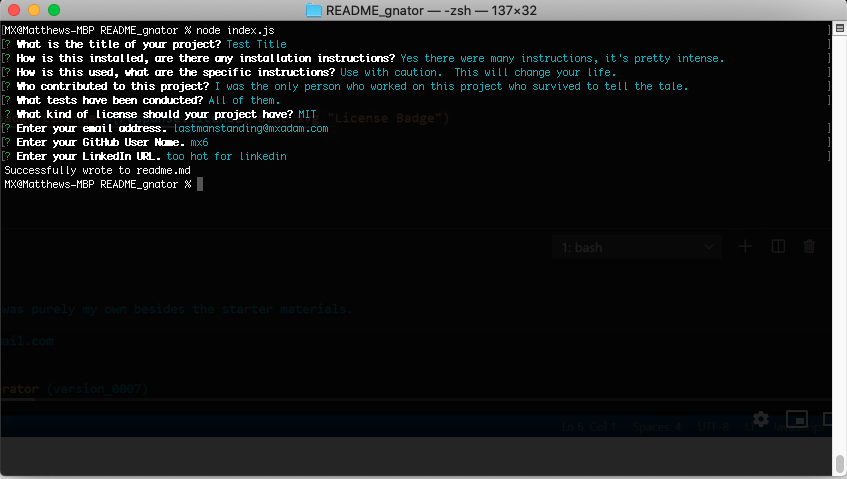 README_gnator — -zsh — 137×32
[MX@Matthews-MBP README_gnator % node index.js ]
[? What is the title of your project? Test Title ]
[? How is this installed, are there any installation instructions? Yes there were many instructions, it's pretty intense. ]
[? How is this used, what are the specific instructions? Use with caution.  This will change your life. ]
[? Who contributed to this project? I was the only person who worked on this project who survived to tell the tale. ]
[? What tests have been conducted? All of them. ]
? What kind of license should your project have? MIT
"License Badge")
[? Enter your email address. lastmanstanding@mxadam.com ]
[? Enter your GitHub User Name. mx6 ]
[? Enter your LinkedIn URL. too hot for linkedin ]
Successfully wrote to readme.md
MX@Matthews-MBP README_gnator %
1: bash
was purely my own besides the starter materials.
ail.com
rator (version_0007)
Ln 6, Col 1 Spaces: 4 UTF-8